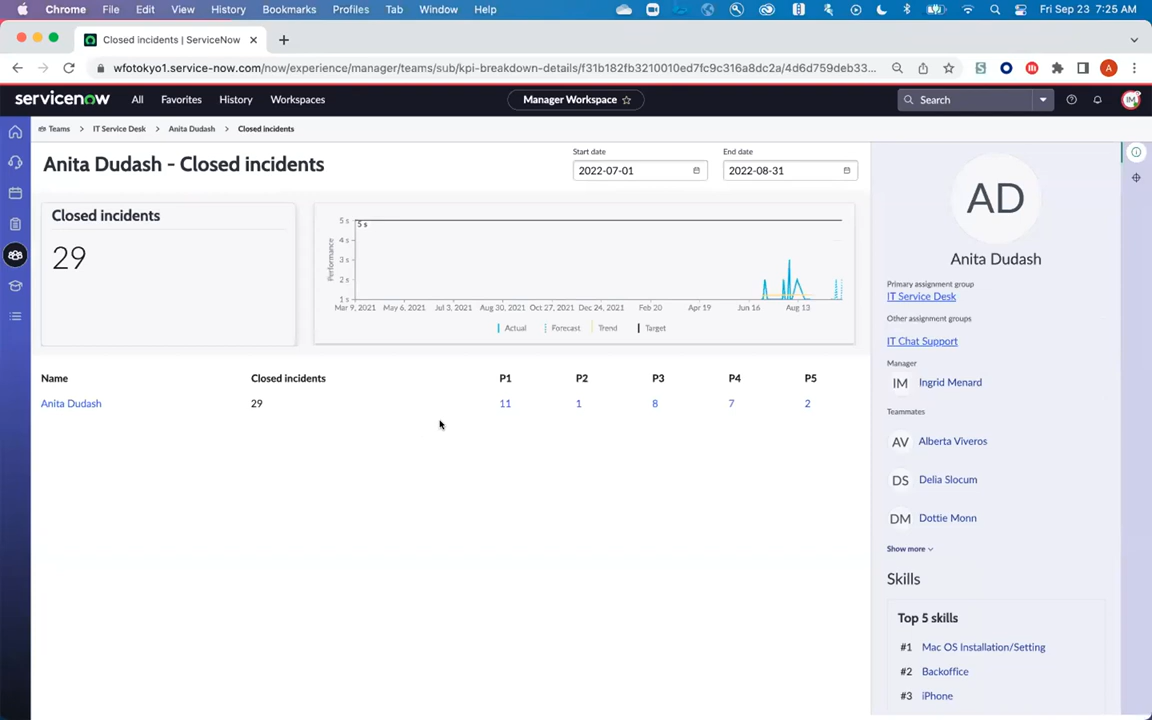 Chrome File Edit View History Bookmarks Profiles Tab Window Help Fri Sep 23 7:25 AM
Closed incidents | ServiceNow
wfotokyo1.service-now.com/now/experience/manager/teams/sub/kpi-breakdown-details/f31b182fb3210010ed7fc9c316a8dc2a/4d6d759deb33...
servicenow All Favorites History Workspaces Manager Workspace Search IM
Teams > IT Service Desk > Anita Dudash > Closed incidents
Anita Dudash - Closed incidents
Start date End date
2022-07-01 2022-08-31
Closed incidents
29
Performance
5 s
5 s
4 s
3 s
2 s
1 s
Mar 9, 2021 May 6, 2021 Jul 3, 2021 Aug 30, 2021 Oct 27, 2021 Dec 24, 2021 Feb 20 Apr 19 Jun 16 Aug 13
Actual Forecast Trend Target
Name Closed incidents P1 P2 P3 P4 P5
Anita Dudash 29 11 1 8 7 2
AD
Anita Dudash
Primary assignment group
IT Service Desk
Other assignment groups
IT Chat Support
Manager
IM Ingrid Menard
Teammates
AV Alberta Viveros
DS Delia Slocum
DM Dottie Monn
Show more
Skills
Top 5 skills
#1 Mac OS Installation/Setting
#2 Backoffice
#3 iPhone